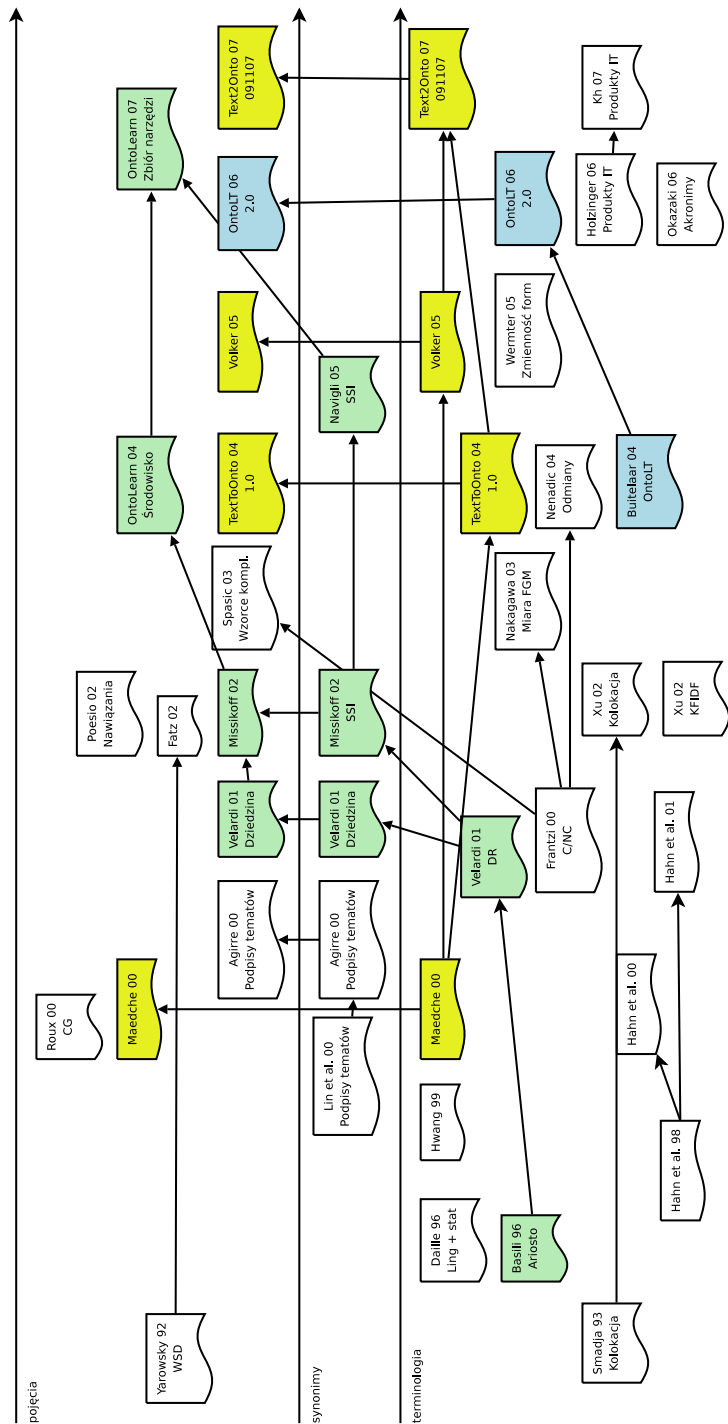 pojęcia
Roux 00
CG
Poesio 02
Nawiązania
Maedche 00
OntoLearn 04
Środowisko
OntoLearn 07
Zbiór narzędzi
Yarowsky 92
WSD
Fatz 02
Agirre 00
Podpisy tematów
Velardi 01
Dziedzina
Missikoff 02
Spasic 03
Wzorce kompl.
TextToOnto 04
1.0
Volker 05
OntoLT 06
2.0
Text2Onto 07
091107
synonimy
Lin et al. 00
Podpisy tematów
Agirre 00
Podpisy tematów
Velardi 01
Dziedzina
Missikoff 02
SSI
Navigli 05
SSI
terminologia
Daille 96
Ling + stat
Hwang 99
Maedche 00
Volker 05
Text2Onto 07
091107
Basili 96
Ariosto
Velardi 01
DR
TextToOnto 04
1.0
Nakagawa 03
Miara FGM
Wermter 05
Zmienność form
OntoLT 06
2.0
Frantzi 00
C/NC
Nenadic 04
Odmiany
Smadja 93
Kolokacja
Xu 02
Kolokacja
Holzinger 06
Produkty IT
Kh 07
Produkty IT
Hahn et al. 00
Buitelaar 04
OntoLT
Hahn et al. 98
Hahn et al. 01
Xu 02
KFIDF
Okazaki 06
Akronimy